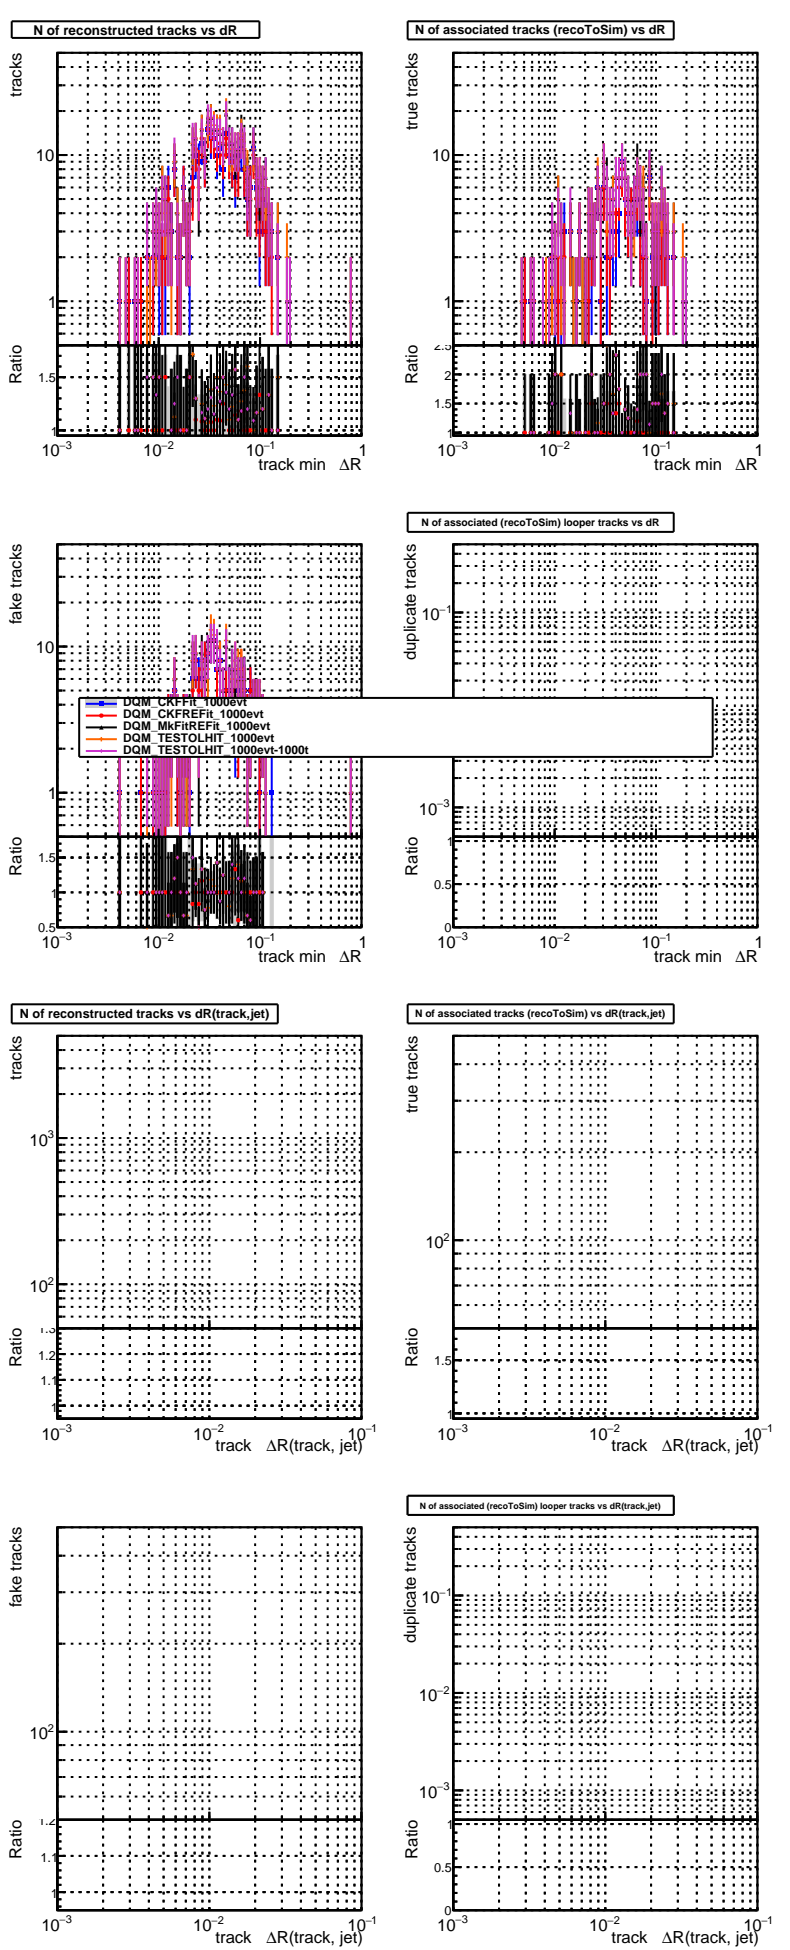 N of reconstructed tracks vs dR
tracks
10
1
Ratio
1.5
1
10−3 10−2 10−1 1
track min ΔR
N of associated tracks (recoToSim) vs dR
true tracks
10
1
Ratio
2.5
2
1.5
1
10−3 10−2 10−1 1
track min ΔR
fake tracks
10
1
Ratio
1.5
1
0.5
10−3 10−2 10−1 1
track min ΔR
N of associated (recoToSim) looper tracks vs dR
duplicate tracks
10−1
10−3
Ratio
1
0.5
0
10−3 10−2 10−1 1
track min ΔR
DQM_CKFFit_1000evt
DQM_CKFREFit_1000evt
DQM_MkFitREFit_1000evt
DQM_TESTOLHIT_1000evt
DQM_TESTOLHIT_1000evt-1000t
N of reconstructed tracks vs dR(track,jet)
tracks
103
102
Ratio
1.3
1.2
1.1
1
10−3 10−2 10−1
track ΔR(track, jet)
N of associated tracks (recoToSim) vs dR(track,jet)
true tracks
102
Ratio
1.5
1
10−3 10−2 10−1
track ΔR(track, jet)
fake tracks
102
Ratio
1.2
1.1
1
10−3 10−2 10−1
track ΔR(track, jet)
N of associated (recoToSim) looper tracks vs dR(track,jet)
duplicate tracks
10−1
10−2
10−3
Ratio
1
0.5
0
10−3 10−2 10−1
track ΔR(track, jet)